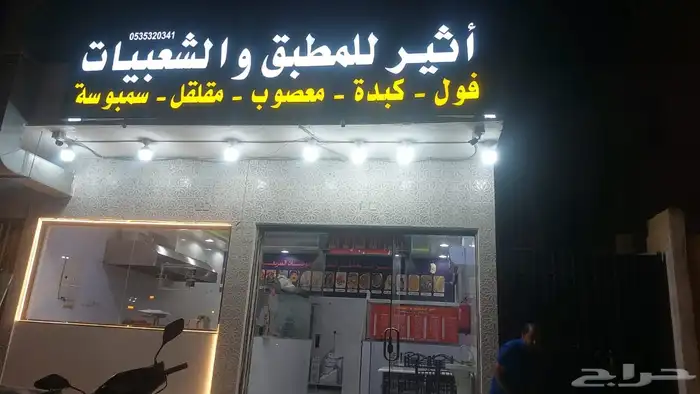 0535320341
أثير للمطبق والشعبيات
فول - كبدة - معصوب - مقلقل - سمبوسة
حراج